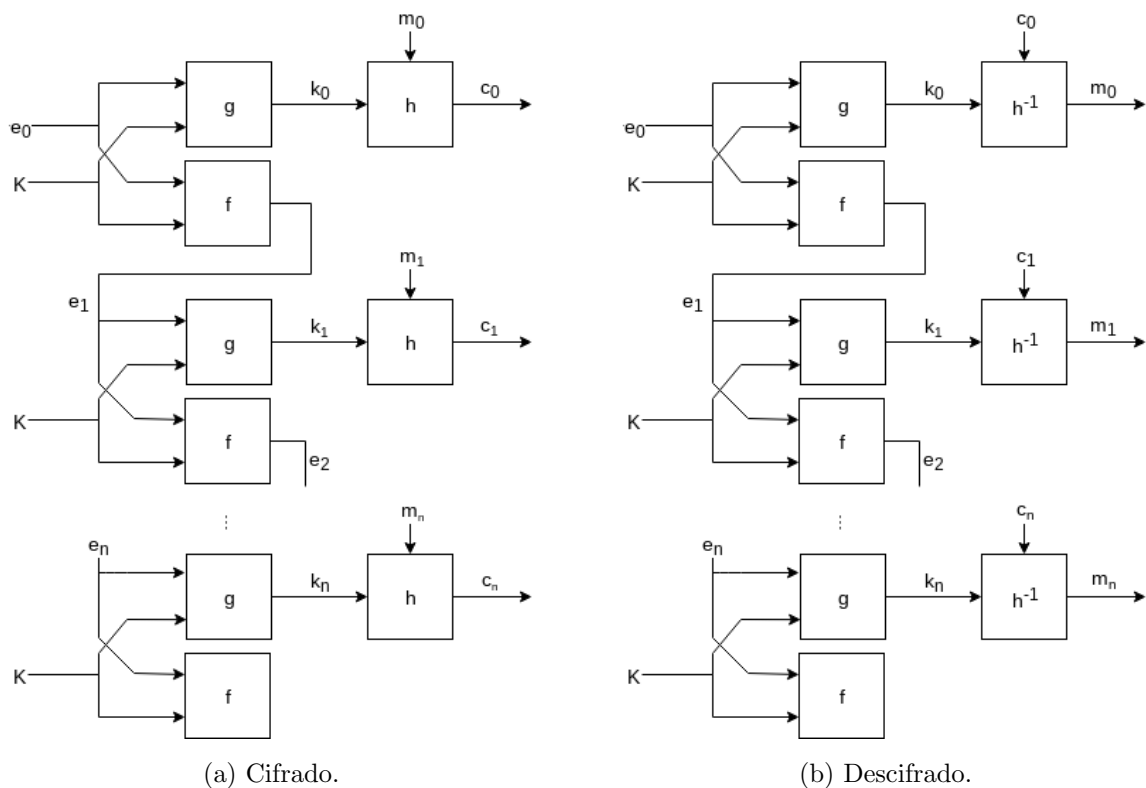 m₀ c₀
g k₀ h c₀ g k₀ h⁻¹ m₀
e₀ e₀
K f K f
m₁ c₁
e₁ g k₁ h c₁ e₁ g k₁ h⁻¹ m₁
K f e₂ K f e₂
⋮ mₙ ⋮ cₙ
eₙ g kₙ h cₙ eₙ g kₙ h⁻¹ mₙ
K f K f
(a) Cifrado. (b) Descifrado.